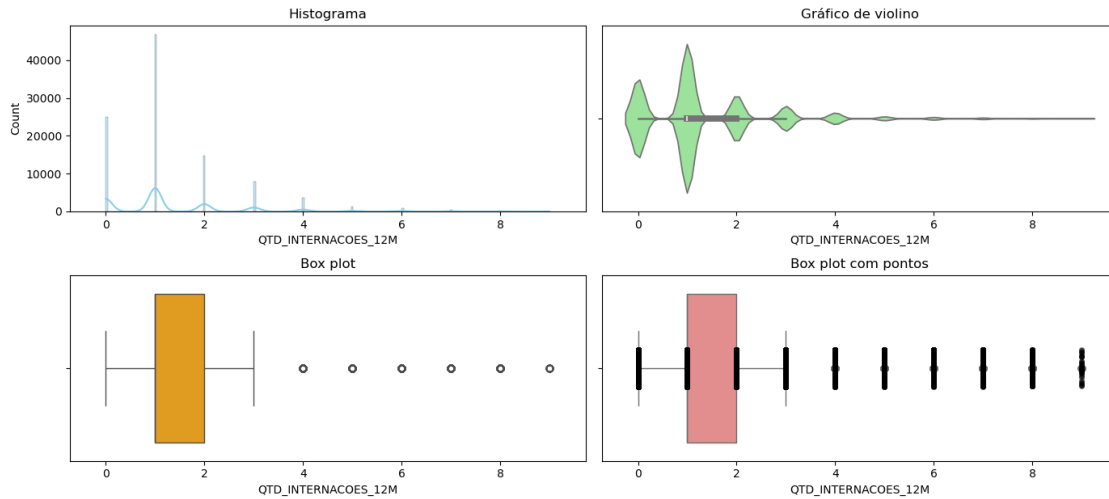 Histograma
Count
40000
30000
20000
10000
0
0 2 4 6 8
QTD_INTERNACOES_12M
Gráfico de violino
0 2 4 6 8
QTD_INTERNACOES_12M
Box plot
0 2 4 6 8
QTD_INTERNACOES_12M
Box plot com pontos
0 2 4 6 8
QTD_INTERNACOES_12M